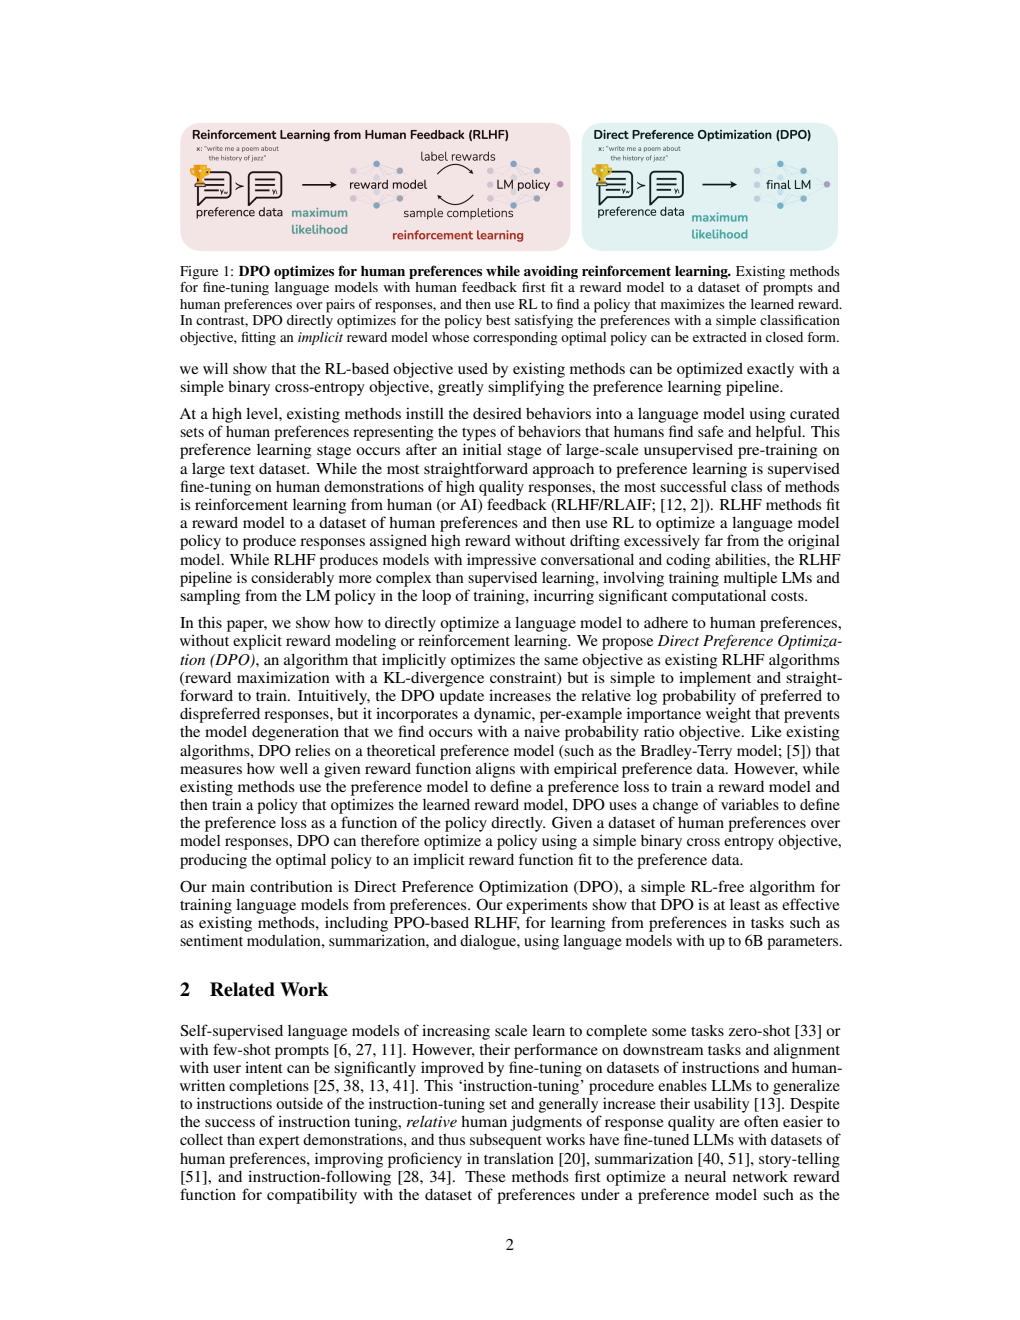 Reinforcement Learning from Human Feedback (RLHF)
x: "write me a poem about
the history of jazz"
yw
>
yl
preference data
maximum
likelihood
reward model
label rewards
sample completions
LM policy
reinforcement learning
Direct Preference Optimization (DPO)
x: "write me a poem about
the history of jazz"
yw
>
yl
preference data
maximum
likelihood
final LM
Figure 1: DPO optimizes for human preferences while avoiding reinforcement learning. Existing methods
for fine-tuning language models with human feedback first fit a reward model to a dataset of prompts and
human preferences over pairs of responses, and then use RL to find a policy that maximizes the learned reward.
In contrast, DPO directly optimizes for the policy best satisfying the preferences with a simple classification
objective, fitting an implicit reward model whose corresponding optimal policy can be extracted in closed form.
we will show that the RL-based objective used by existing methods can be optimized exactly with a
simple binary cross-entropy objective, greatly simplifying the preference learning pipeline.
At a high level, existing methods instill the desired behaviors into a language model using curated
sets of human preferences representing the types of behaviors that humans find safe and helpful. This
preference learning stage occurs after an initial stage of large-scale unsupervised pre-training on
a large text dataset. While the most straightforward approach to preference learning is supervised
fine-tuning on human demonstrations of high quality responses, the most successful class of methods
is reinforcement learning from human (or AI) feedback (RLHF/RLAIF; [12, 2]). RLHF methods fit
a reward model to a dataset of human preferences and then use RL to optimize a language model
policy to produce responses assigned high reward without drifting excessively far from the original
model. While RLHF produces models with impressive conversational and coding abilities, the RLHF
pipeline is considerably more complex than supervised learning, involving training multiple LMs and
sampling from the LM policy in the loop of training, incurring significant computational costs.
In this paper, we show how to directly optimize a language model to adhere to human preferences,
without explicit reward modeling or reinforcement learning. We propose Direct Preference Optimiza-
tion (DPO), an algorithm that implicitly optimizes the same objective as existing RLHF algorithms
(reward maximization with a KL-divergence constraint) but is simple to implement and straight-
forward to train. Intuitively, the DPO update increases the relative log probability of preferred to
dispreferred responses, but it incorporates a dynamic, per-example importance weight that prevents
the model degeneration that we find occurs with a naive probability ratio objective. Like existing
algorithms, DPO relies on a theoretical preference model (such as the Bradley-Terry model; [5]) that
measures how well a given reward function aligns with empirical preference data. However, while
existing methods use the preference model to define a preference loss to train a reward model and
then train a policy that optimizes the learned reward model, DPO uses a change of variables to define
the preference loss as a function of the policy directly. Given a dataset of human preferences over
model responses, DPO can therefore optimize a policy using a simple binary cross entropy objective,
producing the optimal policy to an implicit reward function fit to the preference data.
Our main contribution is Direct Preference Optimization (DPO), a simple RL-free algorithm for
training language models from preferences. Our experiments show that DPO is at least as effective
as existing methods, including PPO-based RLHF, for learning from preferences in tasks such as
sentiment modulation, summarization, and dialogue, using language models with up to 6B parameters.
2 Related Work
Self-supervised language models of increasing scale learn to complete some tasks zero-shot [33] or
with few-shot prompts [6, 27, 11]. However, their performance on downstream tasks and alignment
with user intent can be significantly improved by fine-tuning on datasets of instructions and human-
written completions [25, 38, 13, 41]. This ‘instruction-tuning’ procedure enables LLMs to generalize
to instructions outside of the instruction-tuning set and generally increase their usability [13]. Despite
the success of instruction tuning, relative human judgments of response quality are often easier to
collect than expert demonstrations, and thus subsequent works have fine-tuned LLMs with datasets of
human preferences, improving proficiency in translation [20], summarization [40, 51], story-telling
[51], and instruction-following [28, 34]. These methods first optimize a neural network reward
function for compatibility with the dataset of preferences under a preference model such as the
2